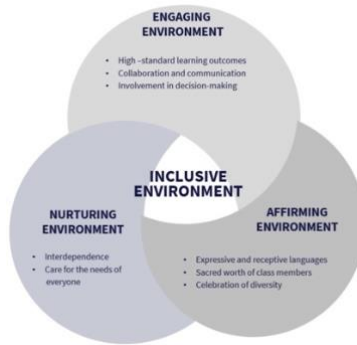 ENGAGING
ENVIRONMENT
• High –standard learning outcomes
• Collaboration and communication
• Involvement in decision-making
INCLUSIVE
ENVIRONMENT
NURTURING
ENVIRONMENT
• Interdependence
• Care for the needs of
everyone
AFFIRMING
ENVIRONMENT
• Expressive and receptive languages
• Sacred worth of class members
• Celebration of diversity